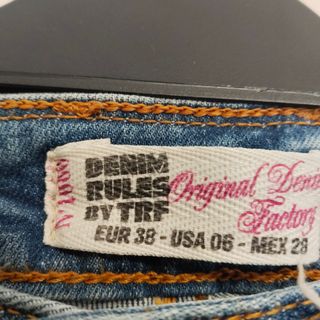 DENIM
RULES
BY TRF
Original Denim
Factory
EUR 38 - USA 06 - MEX 28